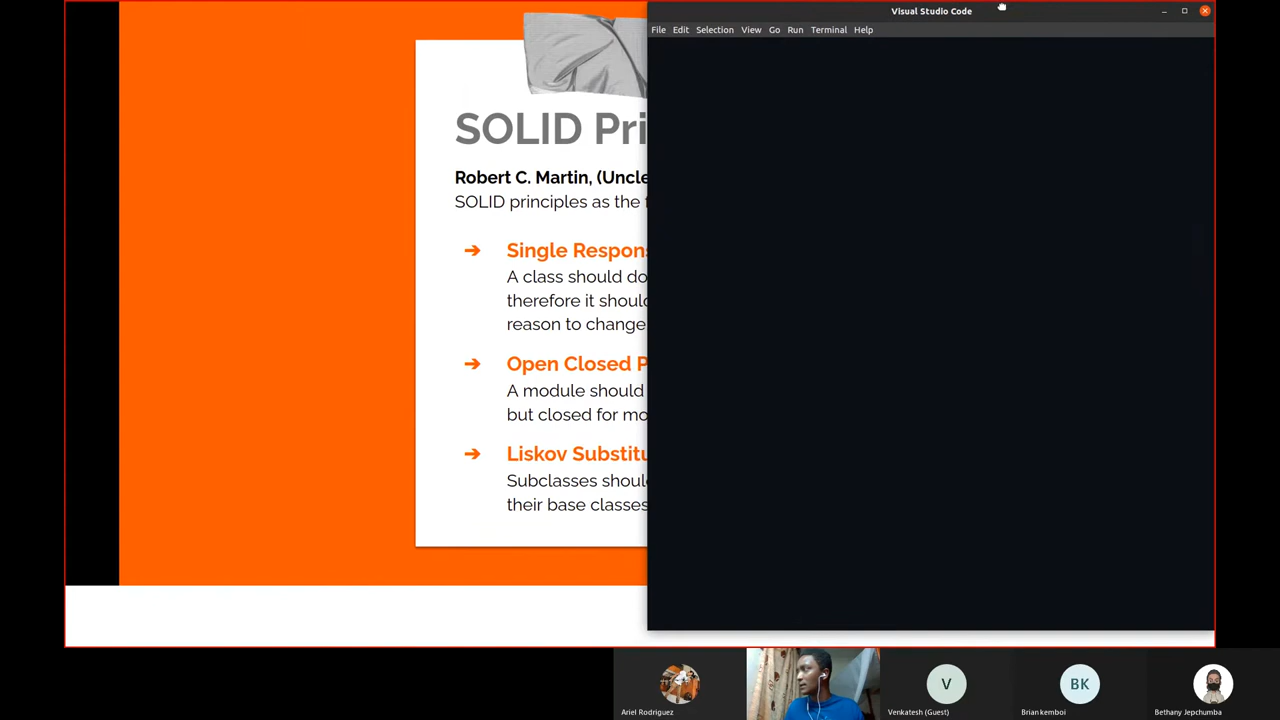 Visual Studio Code
File Edit Selection View Go Run Terminal Help
SOLID Pri
Robert C. Martin, (Uncle
SOLID principles as the f
➔ Single Respons
A class should do
therefore it should
reason to change
➔ Open Closed P
A module should
but closed for mo
➔ Liskov Substitu
Subclasses should
their base classes
V
BK
Ariel Rodriguez
Venkatesh (Guest)
Brian kemboi
Bethany Jepchumba